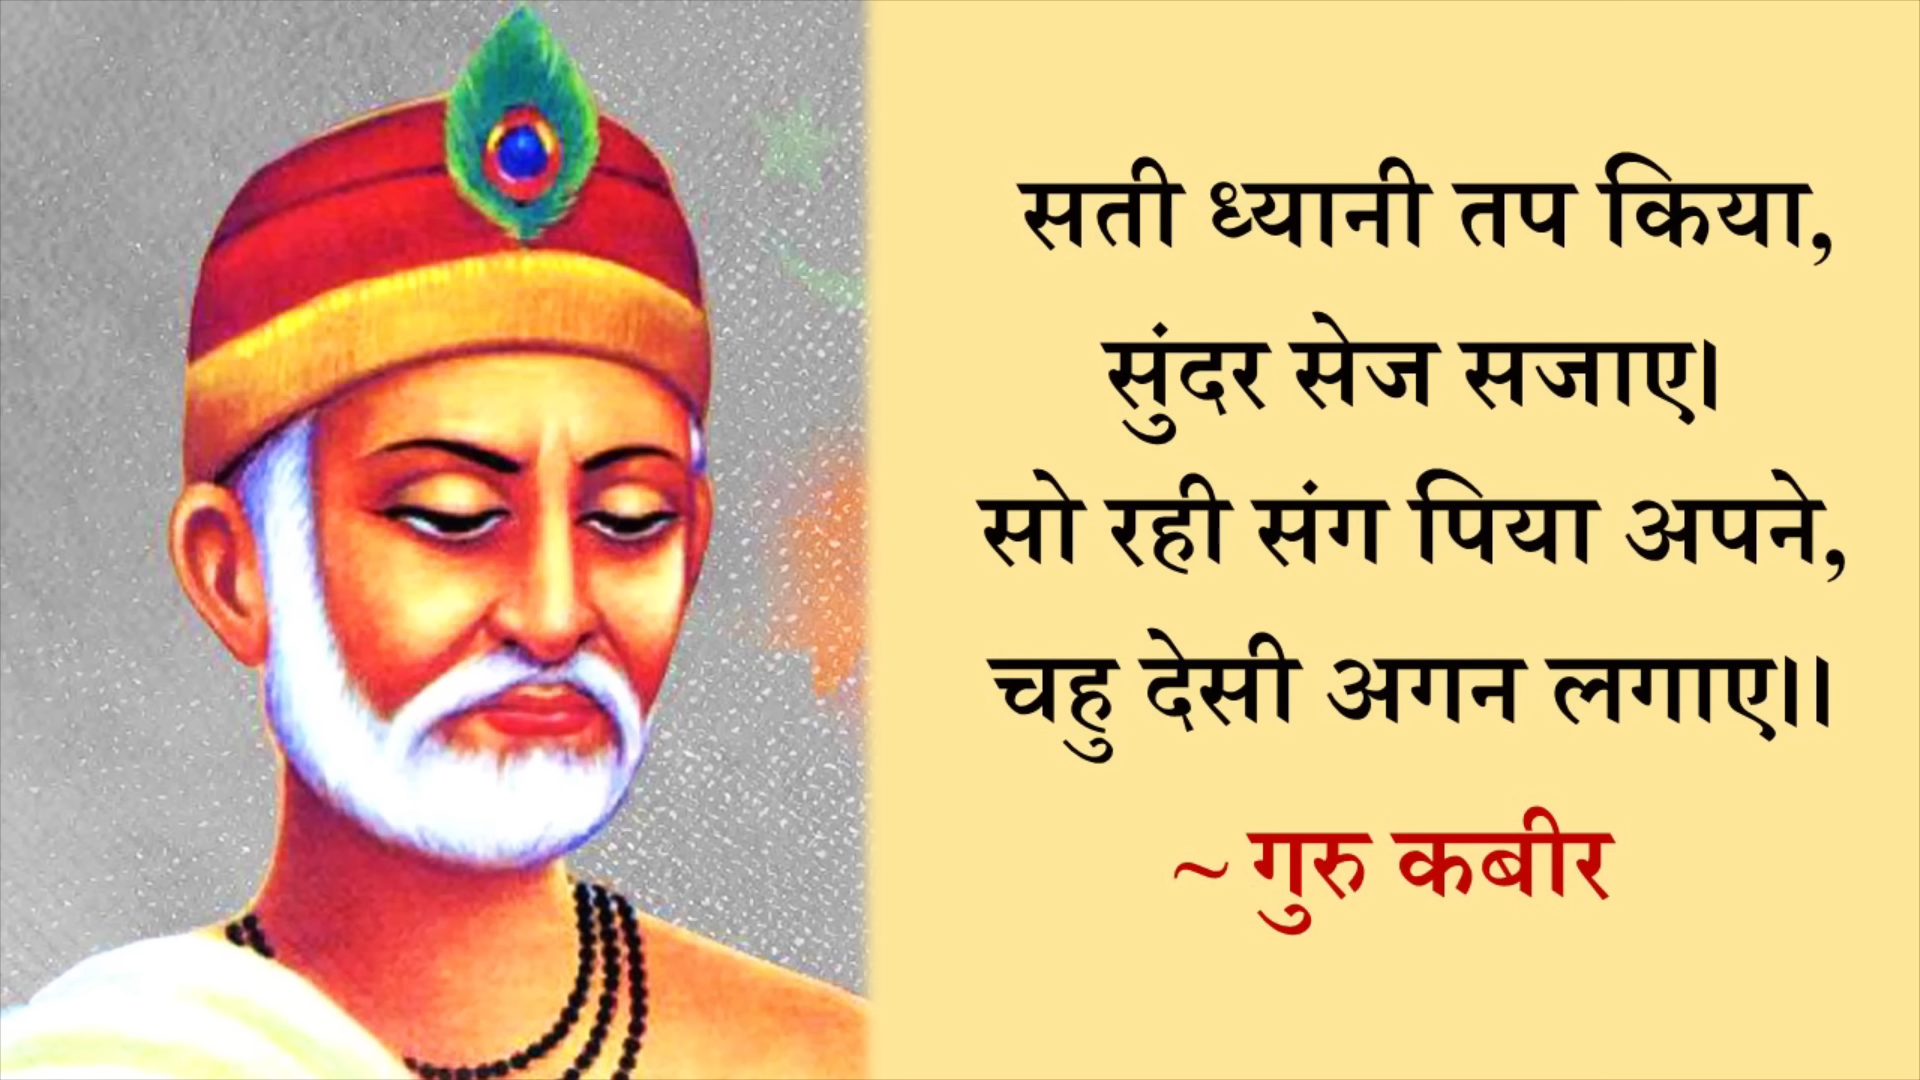 सती ध्यानी तप किया,
सुंदर सेज सजाए।
सो रही संग पिया अपने,
चहु देसी अगन लगाए।।
~ गुरु कबीर